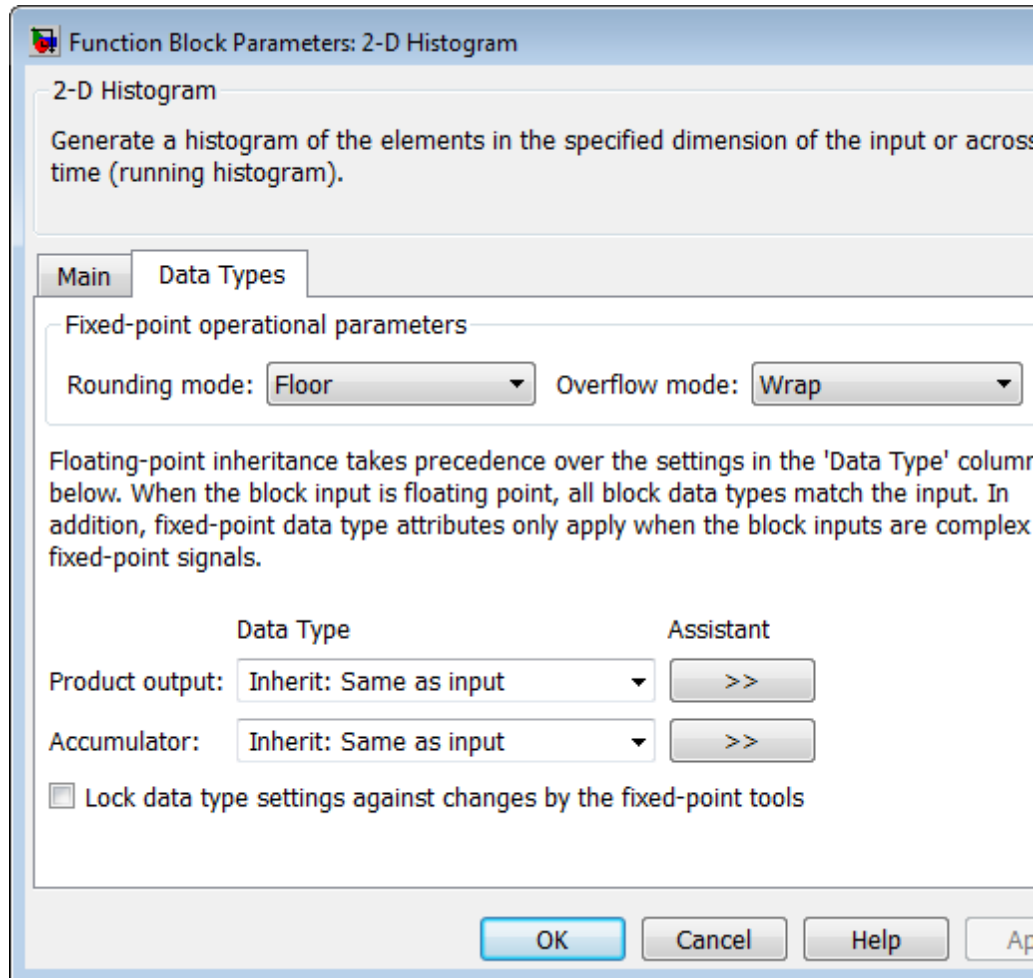 Function Block Parameters: 2-D Histogram
2-D Histogram
Generate a histogram of the elements in the specified dimension of the input or across
time (running histogram).
Main Data Types
Fixed-point operational parameters
Rounding mode: Floor Overflow mode: Wrap
Floating-point inheritance takes precedence over the settings in the 'Data Type' column
below. When the block input is floating point, all block data types match the input. In
addition, fixed-point data type attributes only apply when the block inputs are complex
fixed-point signals.
Data Type Assistant
Product output: Inherit: Same as input >>
Accumulator: Inherit: Same as input >>
Lock data type settings against changes by the fixed-point tools
OK Cancel Help